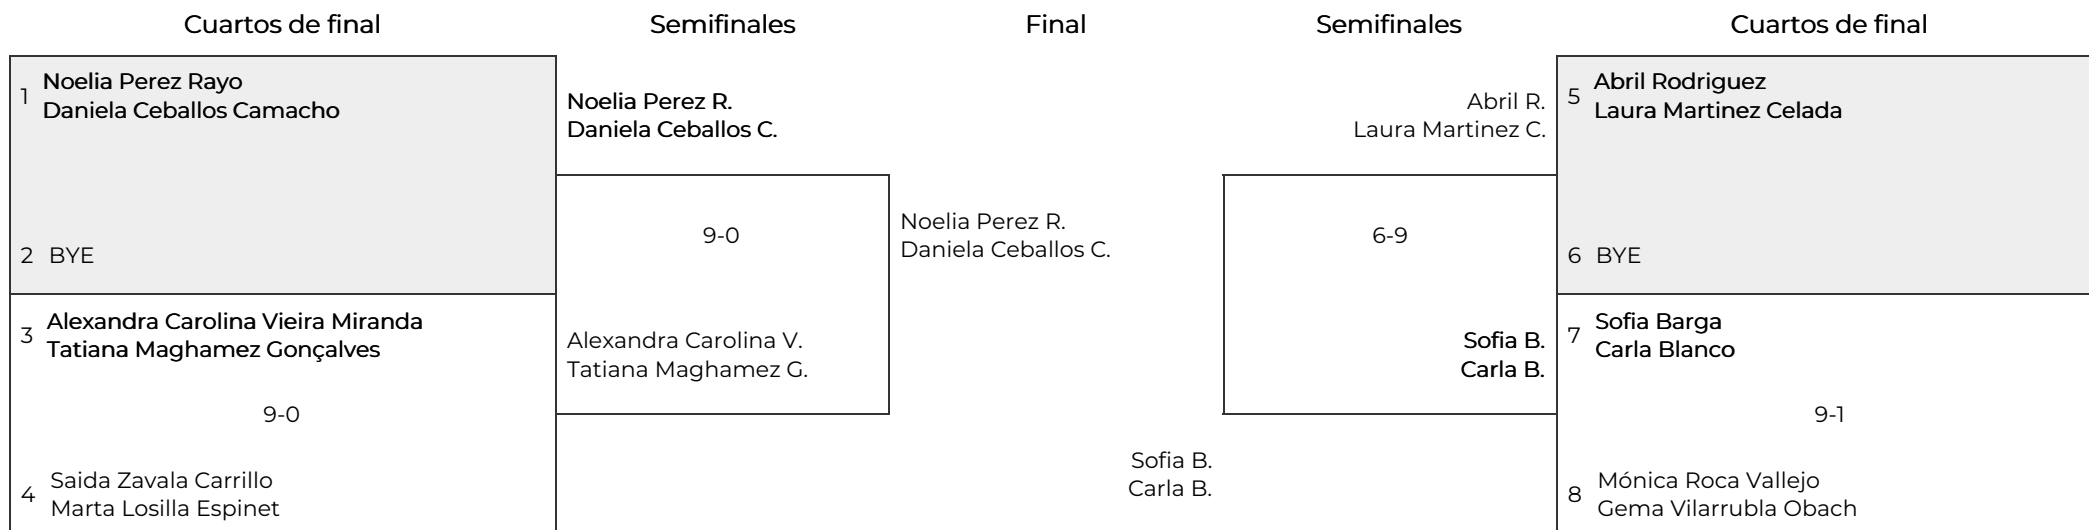 Cuartos de final
Semifinales
Final
Semifinales
Cuartos de final
1
Noelia Perez Rayo
Daniela Ceballos Camacho
2 BYE
3
Alexandra Carolina Vieira Miranda
Tatiana Maghamez Gonçalves
9-0
4
Saida Zavala Carrillo
Marta Losilla Espinet
Noelia Perez R.
Daniela Ceballos C.
9-0
Alexandra Carolina V.
Tatiana Maghamez G.
Noelia Perez R.
Daniela Ceballos C.
Sofia B.
Carla B.
Abril R.
Laura Martinez C.
6-9
Sofia B.
Carla B.
5
Abril Rodriguez
Laura Martinez Celada
6 BYE
7
Sofia Barga
Carla Blanco
9-1
8
Mónica Roca Vallejo
Gema Vilarrubla Obach